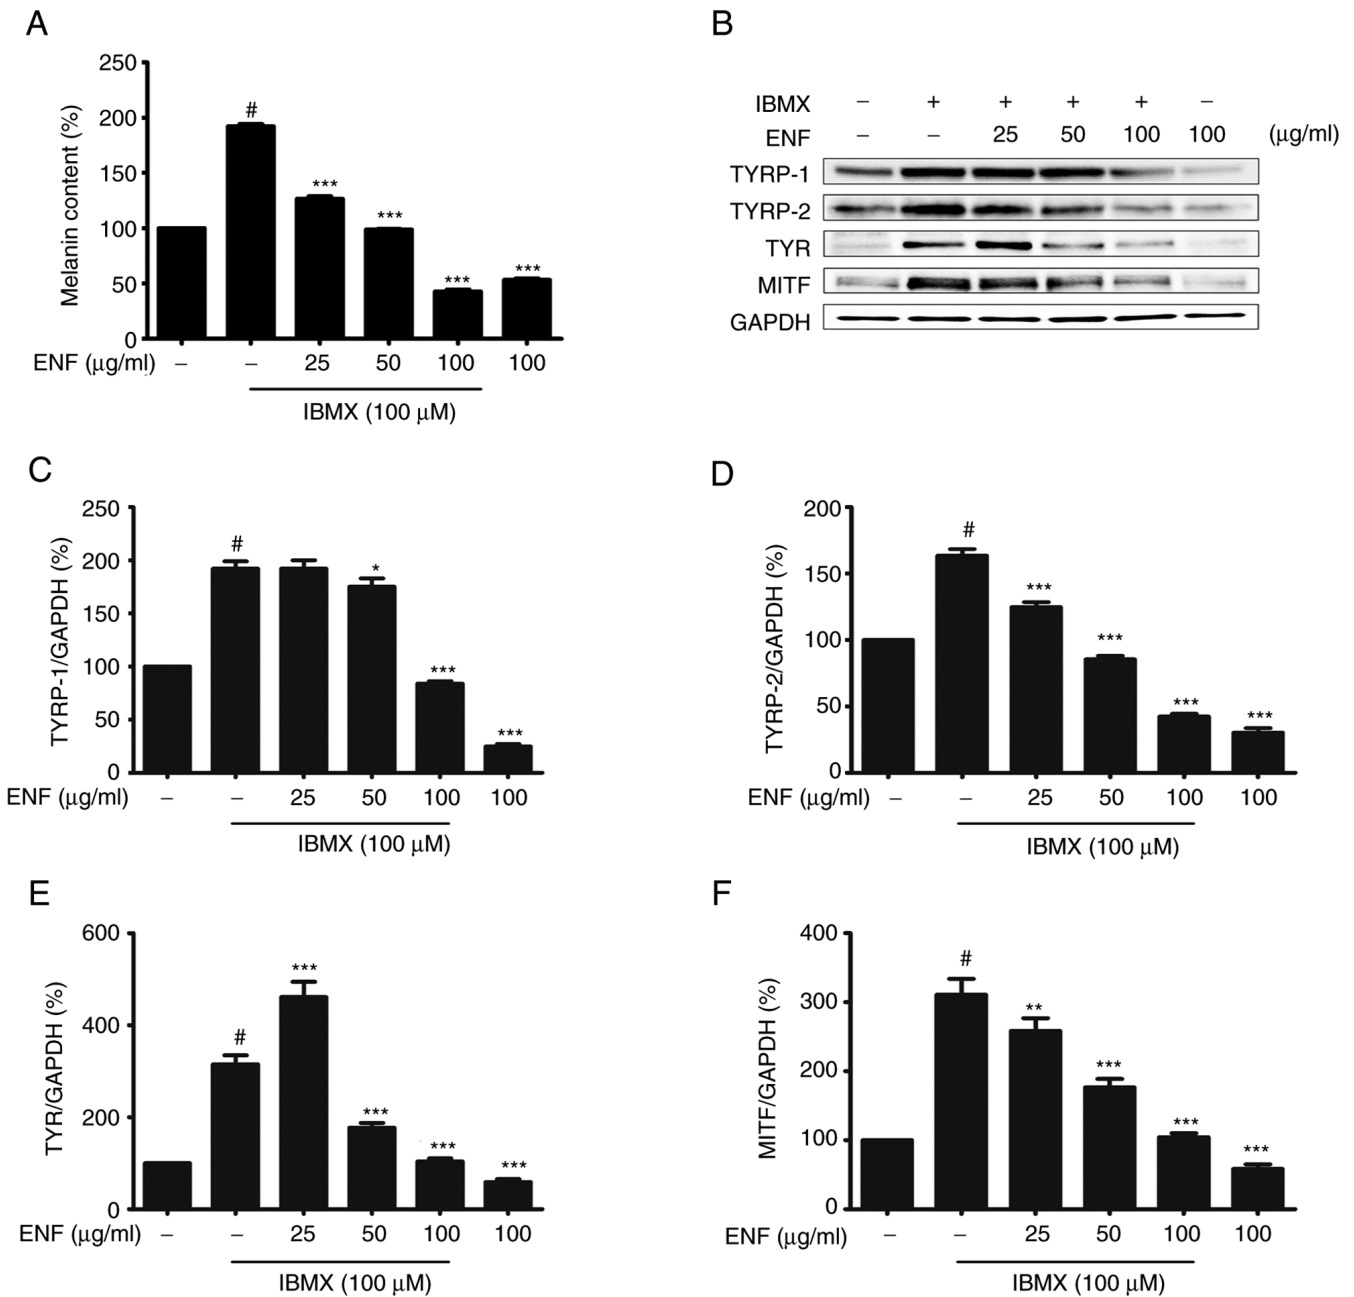 A
250
200
150
100
50
0
Melanin content (%)
#
***
***
***
***
ENF (μg/ml) – – 25 50 100 100
IBMX (100 μM)
B
IBMX – + + + + –
ENF – – 25 50 100 100 (μg/ml)
TYRP-1
TYRP-2
TYR
MITF
GAPDH
C
250
200
150
100
50
0
TYRP-1/GAPDH (%)
#
*
***
***
ENF (μg/ml) – – 25 50 100 100
IBMX (100 μM)
D
200
150
100
50
0
TYRP-2/GAPDH (%)
#
***
***
***
***
ENF (μg/ml) – – 25 50 100 100
IBMX (100 μM)
E
600
400
200
0
TYR/GAPDH (%)
#
***
***
***
***
ENF (μg/ml) – – 25 50 100 100
IBMX (100 μM)
F
400
300
200
100
0
MITF/GAPDH (%)
#
**
***
***
***
ENF (μg/ml) – – 25 50 100 100
IBMX (100 μM)